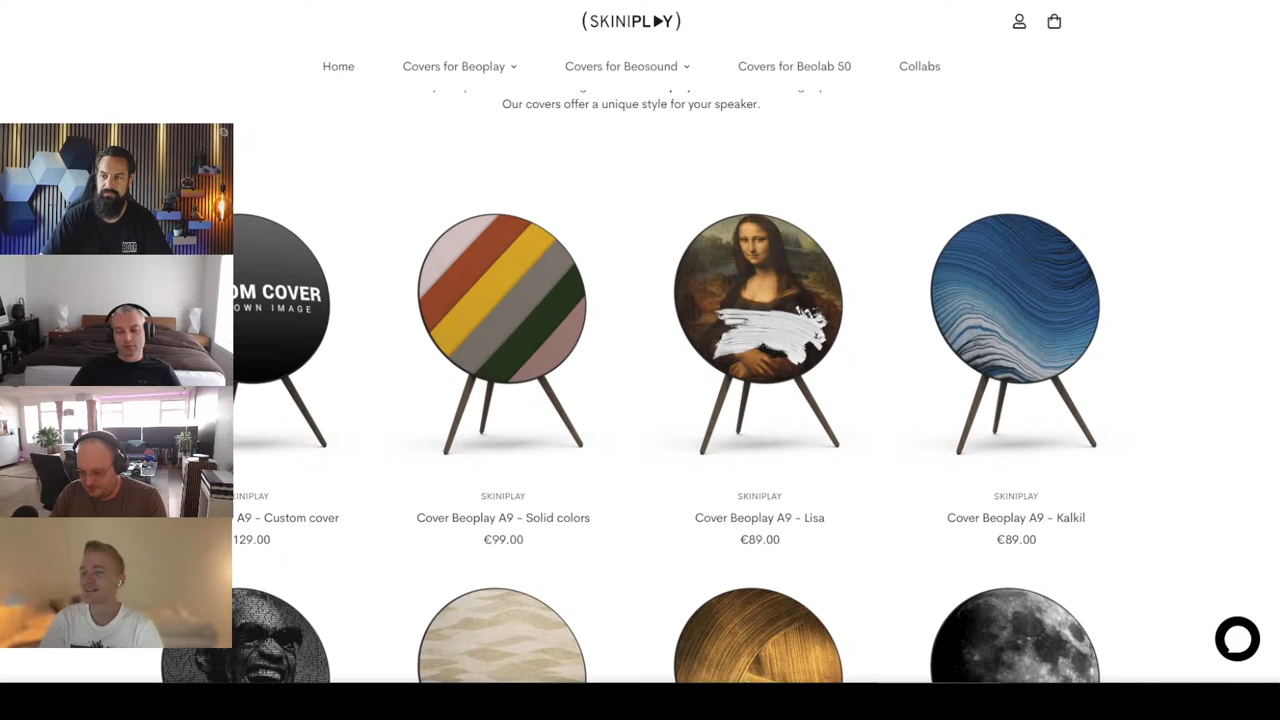 (SKINIPLAY)
Home
Covers for Beoplay
Covers for Beosound
Covers for Beolab 50
Collabs
Our covers offer a unique style for your speaker.
OM COVER
OWN IMAGE
SKINIPLAY
SKINIPLAY
SKINIPLAY
A9 – Custom cover
Cover Beoplay A9 – Solid colors
Cover Beoplay A9 – Lisa
Cover Beoplay A9 – Kalkil
129.00
€99.00
€89.00
€89.00